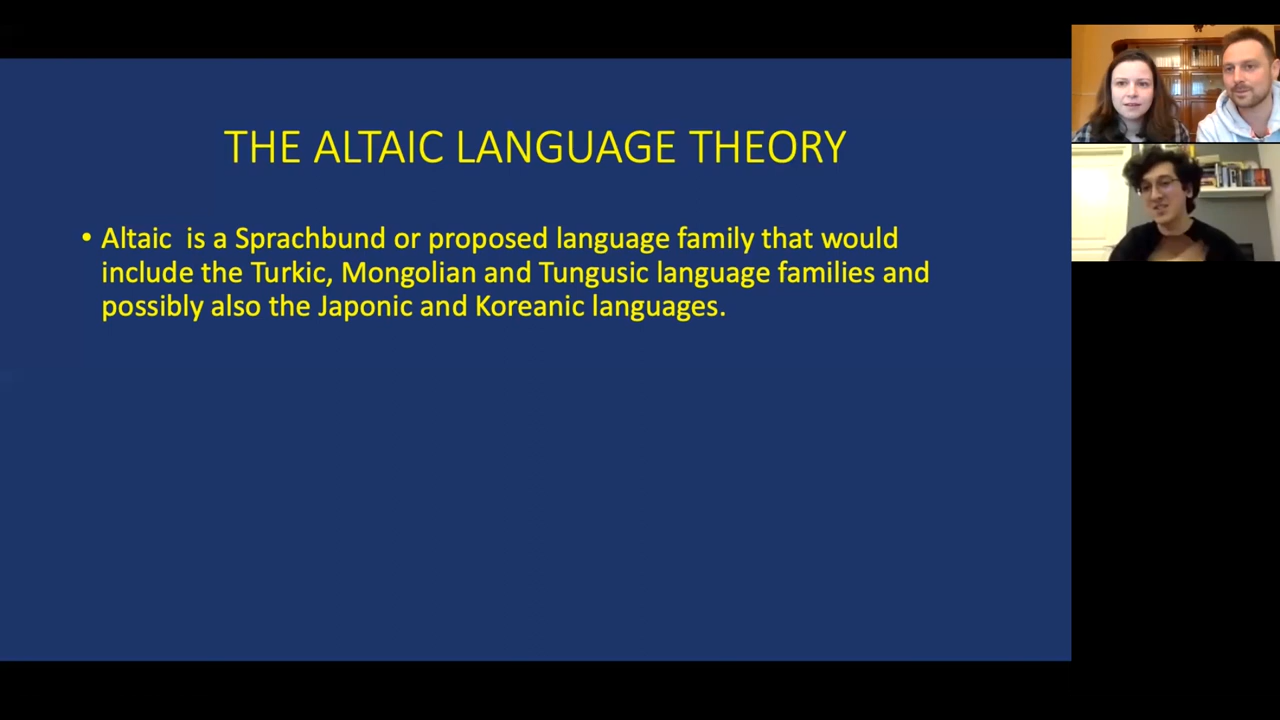 THE ALTAIC LANGUAGE THEORY
• Altaic  is a Sprachbund or proposed language family that would
include the Turkic, Mongolian and Tungusic language families and
possibly also the Japonic and Koreanic languages.